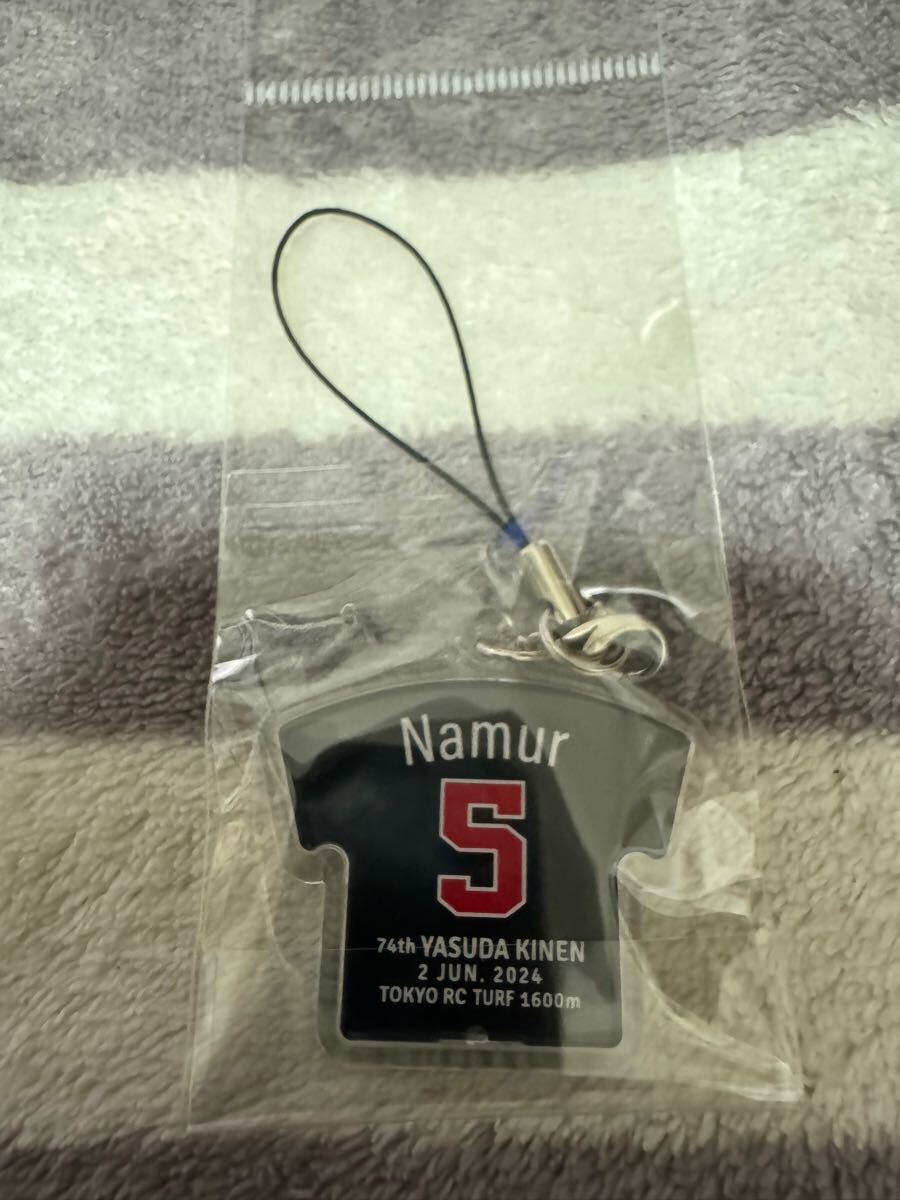 Namur
5
74th YASUDA KINEN
2 JUN. 2024
TOKYO RC TURF 1600m